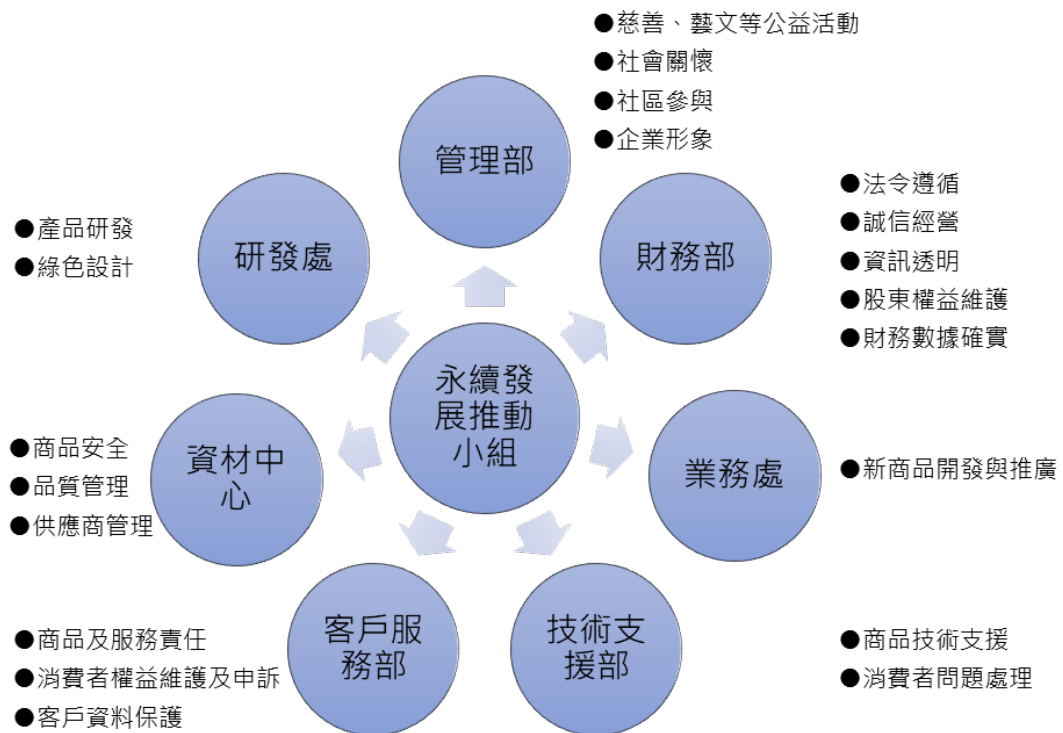 ●慈善、藝文等公益活動
●社會關懷
●社區參與
●企業形象
管理部
●法令遵循
●誠信經營
●資訊透明
●股東權益維護
●財務數據確實
財務部
●產品研發
●綠色設計
研發處
永續發
展推動
小組
●商品安全
●品質管理
●供應商管理
資材中
心
業務處
●新商品開發與推廣
●商品及服務責任
●消費者權益維護及申訴
●客戶資料保護
客戶服
務部
技術支
援部
●商品技術支援
●消費者問題處理